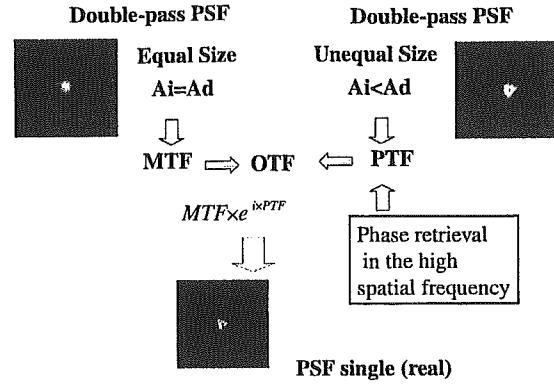 Double-pass PSF
Double-pass PSF
Equal Size
Ai=Ad
Unequal Size
Ai<Ad
MTF
OTF
PTF
MTF×e^{i×PTF}
Phase retrieval
in the high
spatial frequency
PSF single (real)